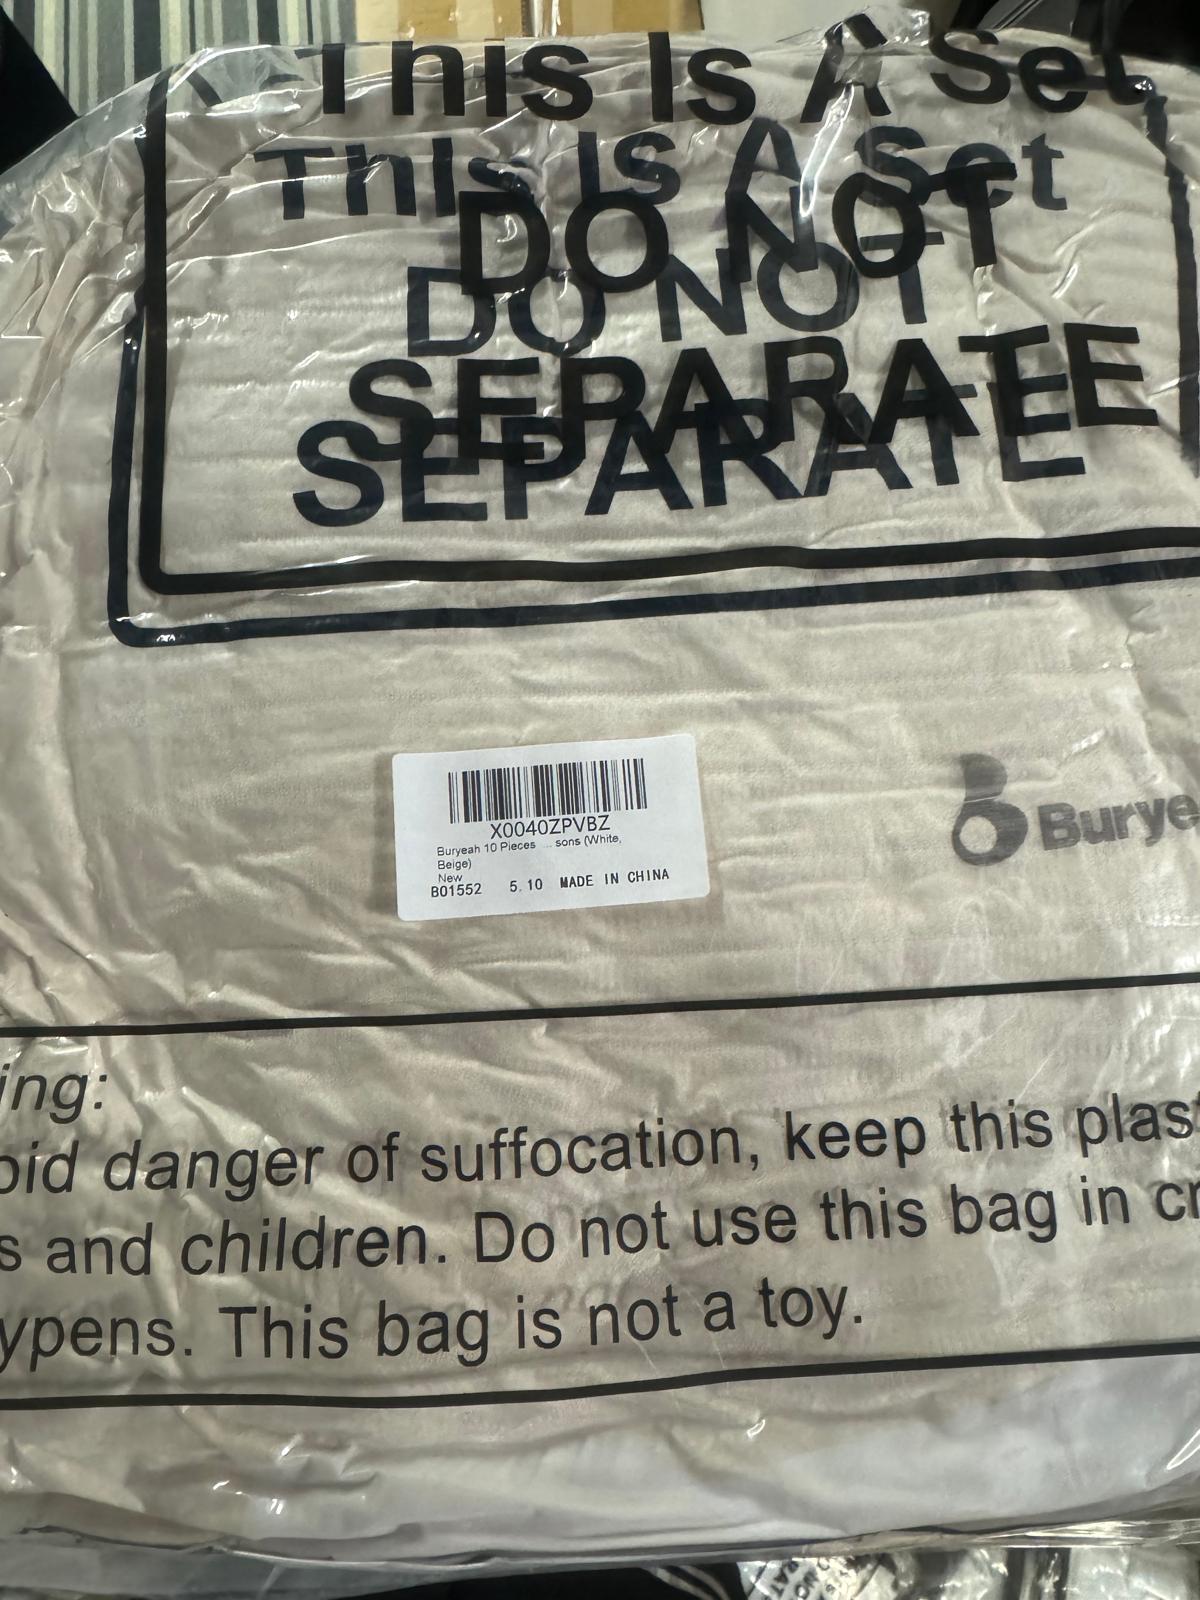 This Is A Set
This Is A Set
DO NOT
DO NOT
SEPARATE
SEPARATE
X0040ZPVBZ
Buryeah 10 Pieces ... sons (White,
Beige)
New
B01552 5.10 MADE IN CHINA
Burye
ing:
oid danger of suffocation, keep this plast
s and children. Do not use this bag in cr
ypens. This bag is not a toy.